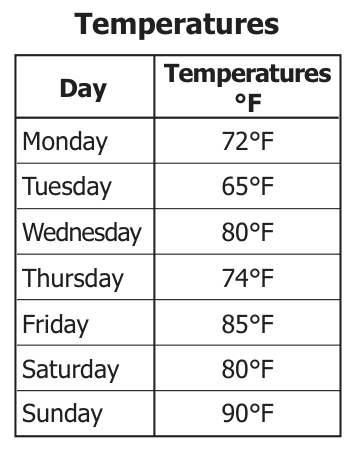 Temperatures
Day Temperatures °F
Monday 72°F
Tuesday 65°F
Wednesday 80°F
Thursday 74°F
Friday 85°F
Saturday 80°F
Sunday 90°F